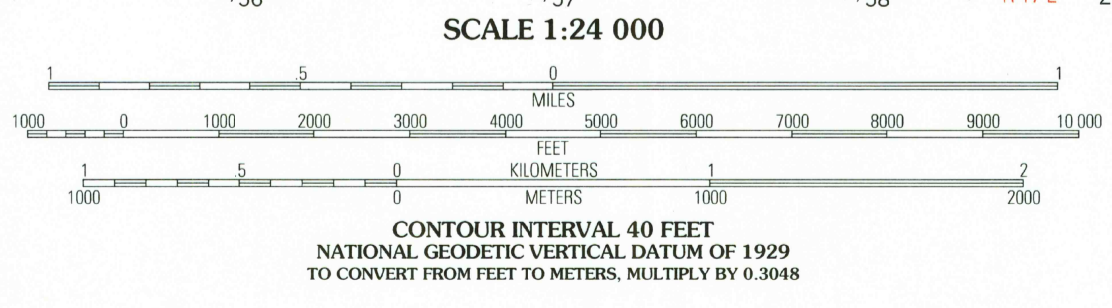 SCALE 1:24 000
1 .5 0 1
MILES
1000 0 1000 2000 3000 4000 5000 6000 7000 8000 9000 10 000
FEET
1 .5 0 KILOMETERS 1 2
1000 0 METERS 1000 2000
CONTOUR INTERVAL 40 FEET
NATIONAL GEODETIC VERTICAL DATUM OF 1929
TO CONVERT FROM FEET TO METERS, MULTIPLY BY 0.3048